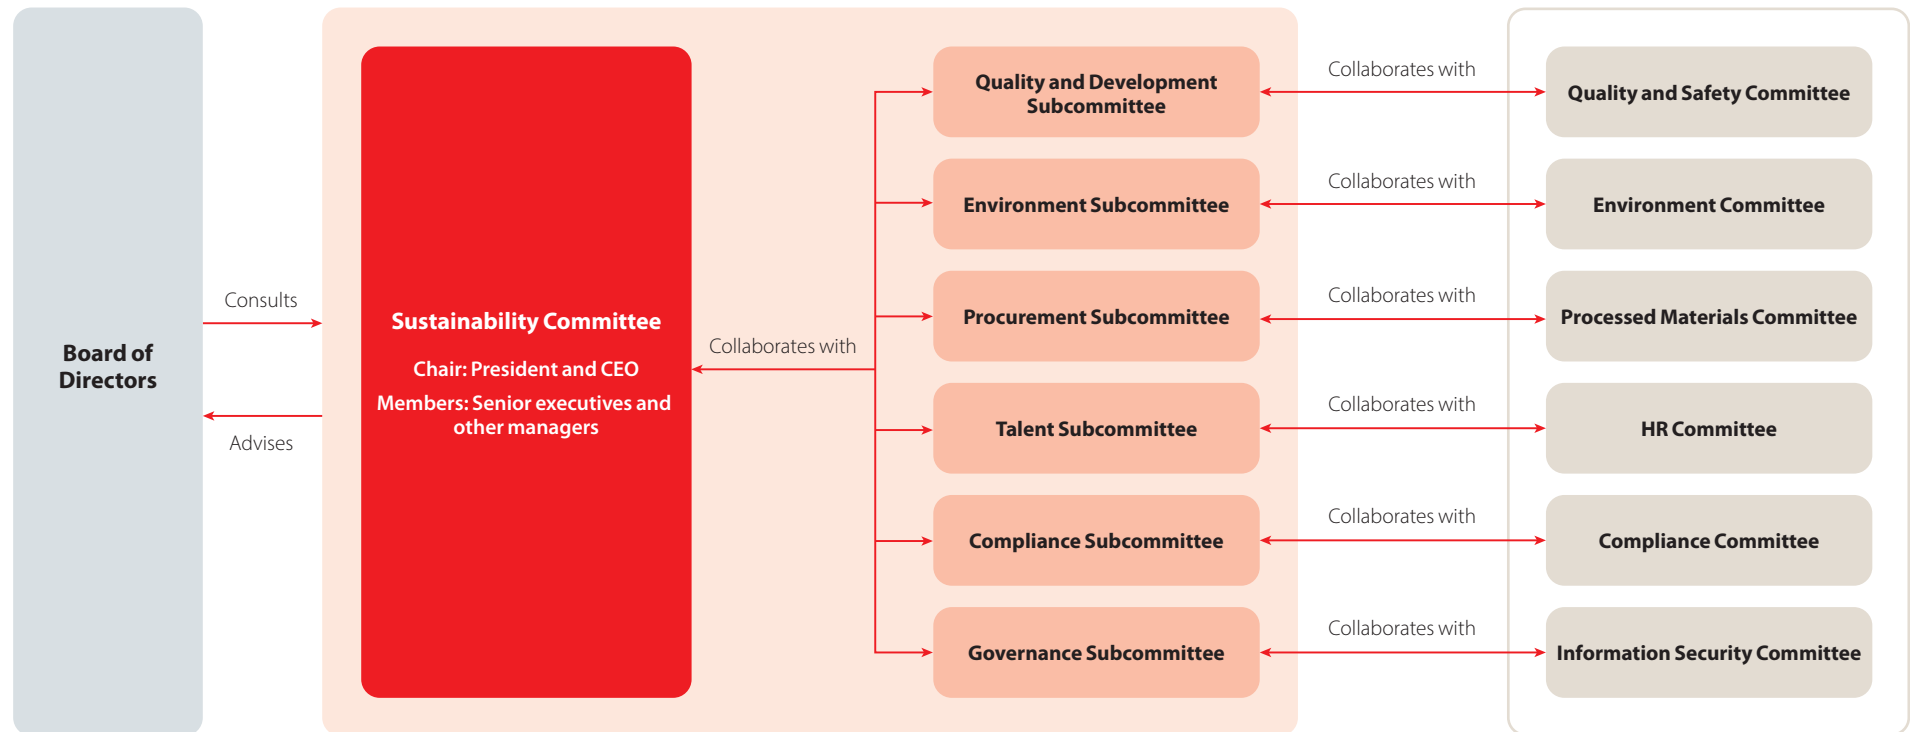 Board of
Directors
Consults
Advises
Sustainability Committee
Chair: President and CEO
Members: Senior executives and
other managers
Collaborates with
Quality and Development
Subcommittee
Collaborates with
Quality and Safety Committee
Environment Subcommittee
Collaborates with
Environment Committee
Procurement Subcommittee
Collaborates with
Processed Materials Committee
Talent Subcommittee
Collaborates with
HR Committee
Compliance Subcommittee
Collaborates with
Compliance Committee
Governance Subcommittee
Collaborates with
Information Security Committee